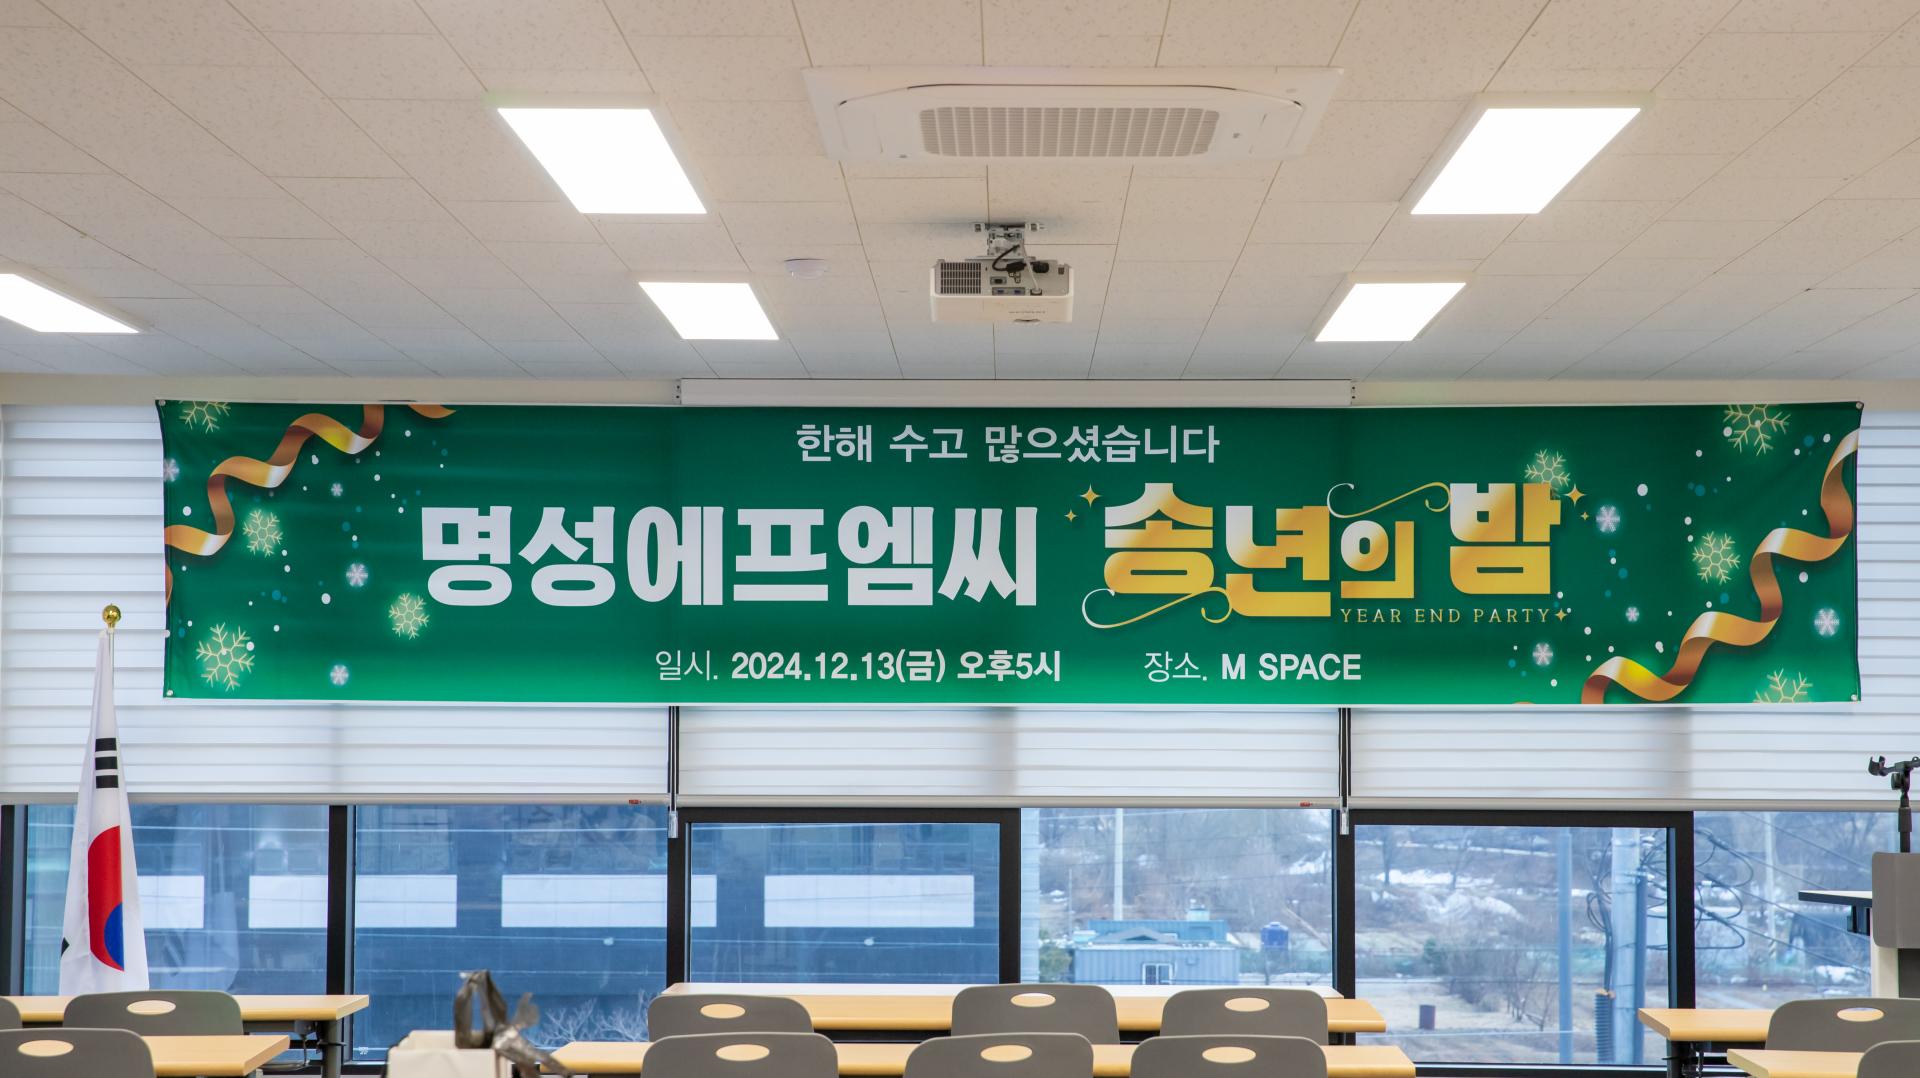 한해 수고 많으셨습니다
명성에프엠씨 송년의 밤
YEAR END PARTY
일시. 2024.12.13(금) 오후5시 장소. M SPACE